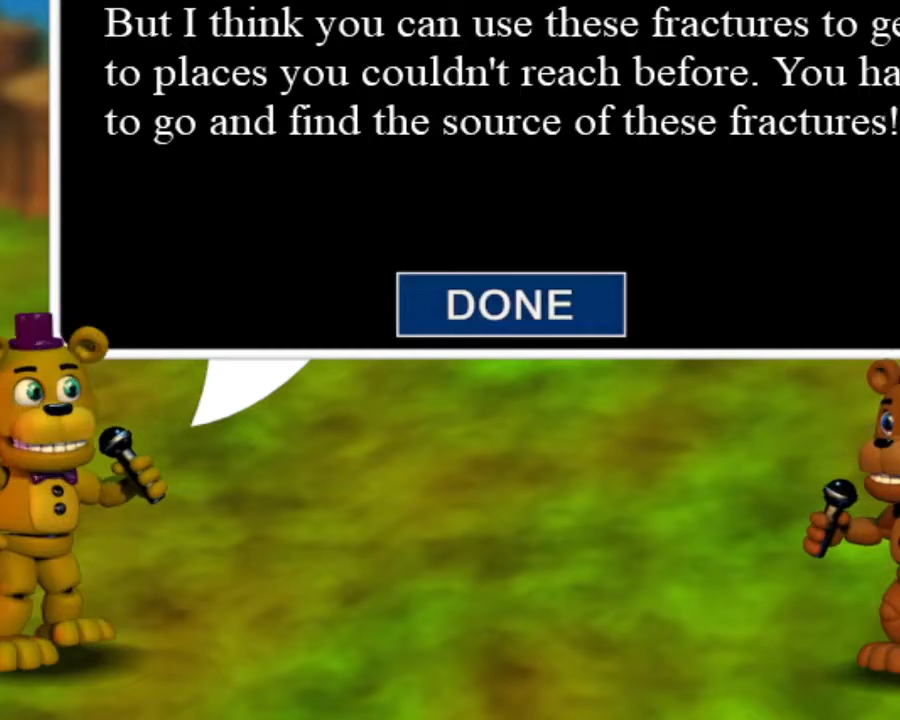 But I think you can use these fractures to ge
to places you couldn't reach before. You ha
to go and find the source of these fractures!
DONE